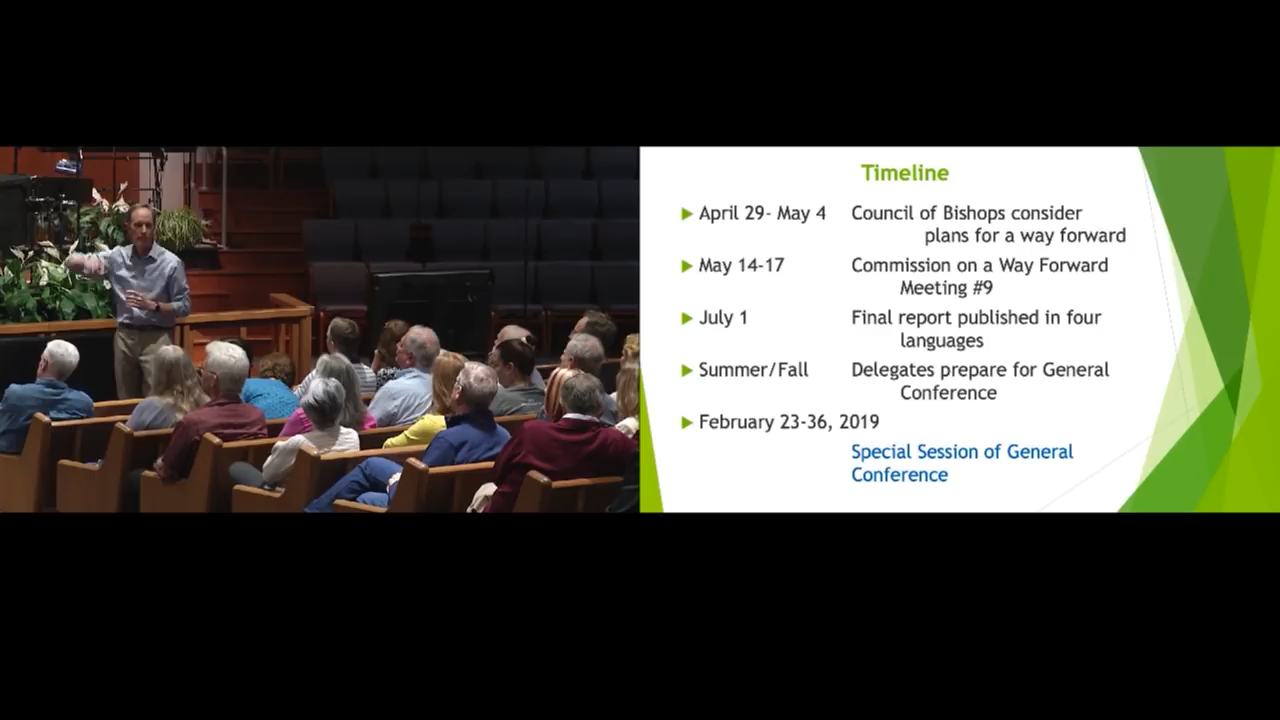 Timeline
April 29- May 4 Council of Bishops consider
plans for a way forward
May 14-17 Commission on a Way Forward
Meeting #9
July 1 Final report published in four
languages
Summer/Fall Delegates prepare for General
Conference
February 23-36, 2019
Special Session of General
Conference